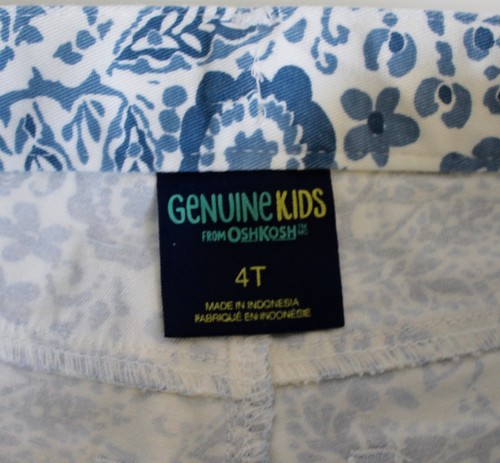 GENUINE KIDS
FROM OSHKOSH
4T
MADE IN INDONESIA
FABRIQUÉ EN INDONÉSIE